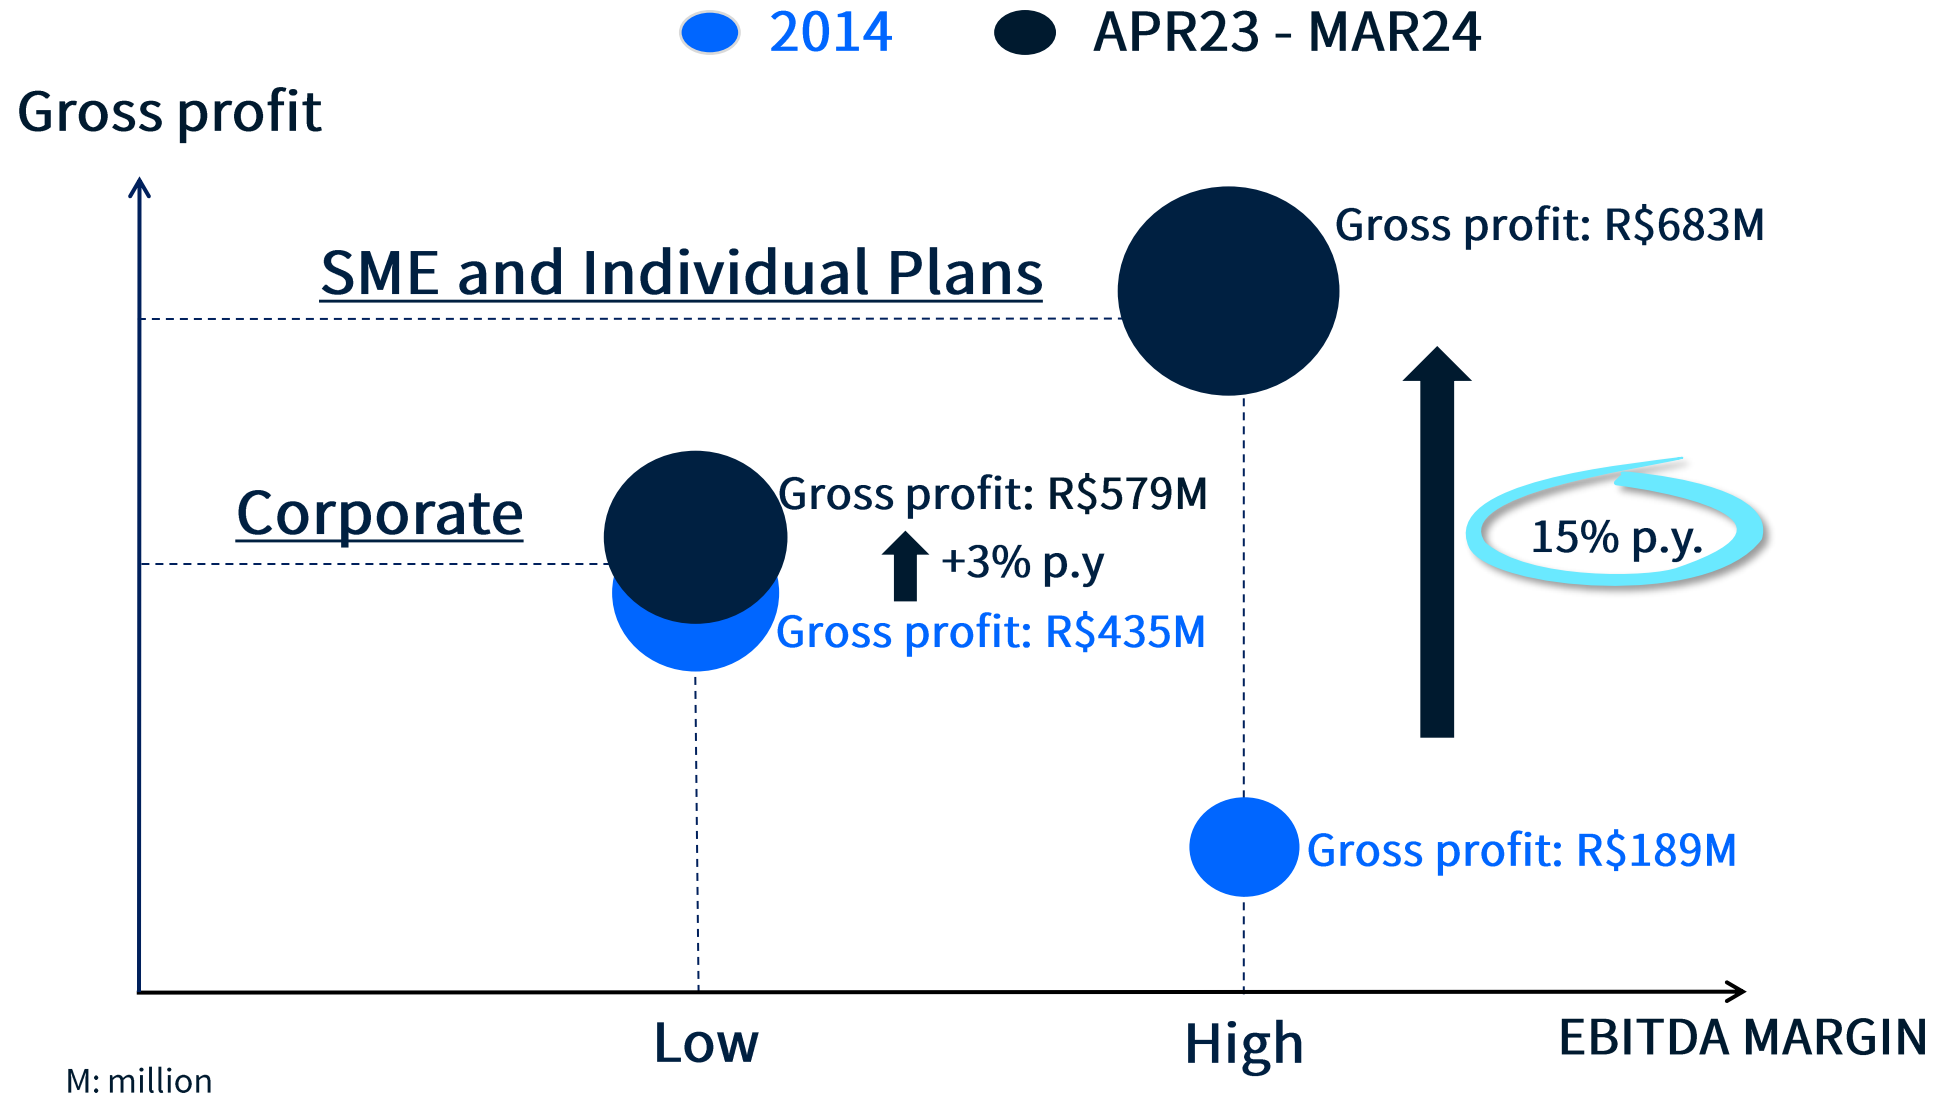 2014 APR23 - MAR24
Gross profit
Gross profit: R$683M
SME and Individual Plans
Gross profit: R$579M
Corporate
15% p.y.
+3% p.y
Gross profit: R$435M
Gross profit: R$189M
Low High EBITDA MARGIN
M: million